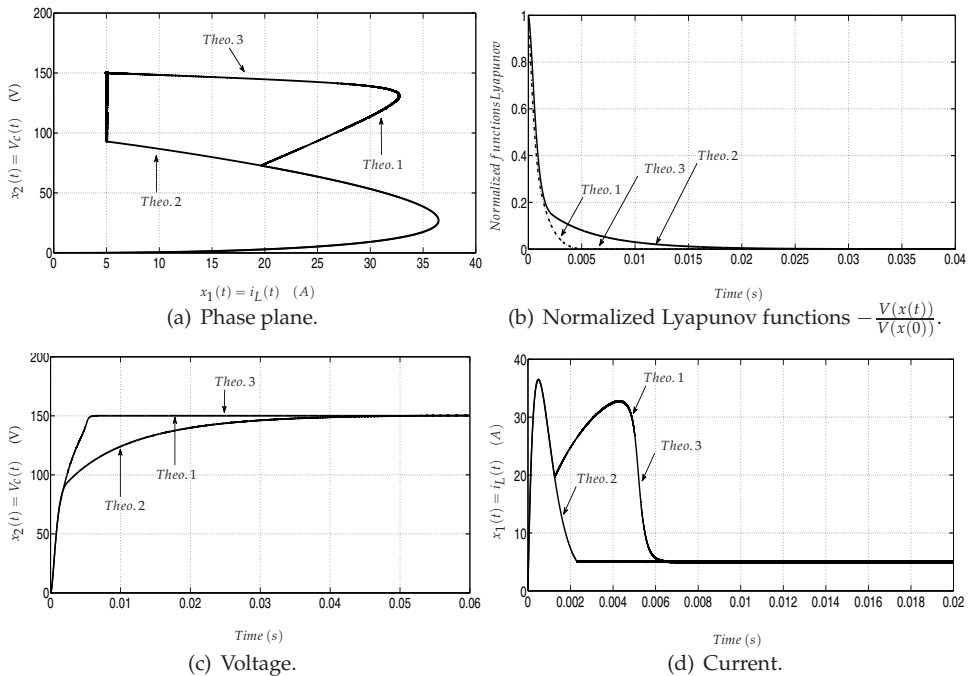 200
150
100
50
0
x₂(t) = V_C(t) (V)
Theo. 3
Theo. 1
Theo. 2
0 5 10 15 20 25 30 35 40
x₁(t) = i_L(t) (A)
(a) Phase plane.
1
0.8
0.6
0.4
0.2
0
Normalized functions Lyapunov
Theo. 1
Theo. 3
Theo. 2
0 0.005 0.01 0.015 0.02 0.025 0.03 0.035 0.04
Time (s)
(b) Normalized Lyapunov functions − V(x(t))/V(x(0)).
200
150
100
50
0
x₂(t) = V_C(t) (V)
Theo. 3
Theo. 1
Theo. 2
0 0.01 0.02 0.03 0.04 0.05 0.06
Time (s)
(c) Voltage.
40
30
20
10
0
x₁(t) = i_L(t) (A)
Theo. 1
Theo. 3
Theo. 2
0 0.002 0.004 0.006 0.008 0.01 0.012 0.014 0.016 0.018 0.02
Time (s)
(d) Current.